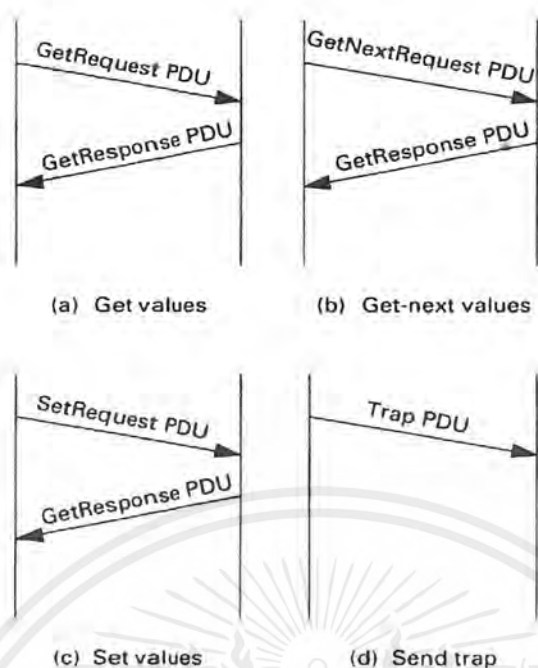 GetRequest PDU
GetResponse PDU
(a) Get values
GetNextRequest PDU
GetResponse PDU
(b) Get-next values
SetRequest PDU
GetResponse PDU
(c) Set values
Trap PDU
(d) Send trap